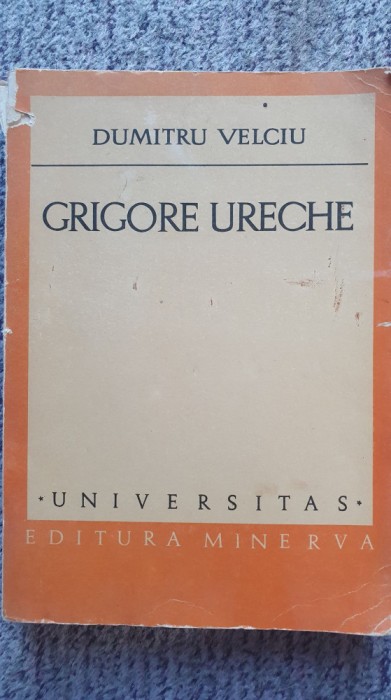 DUMITRU VELCIU
GRIGORE URECHE
* UNIVERSITAS *
EDITURA MINERVA